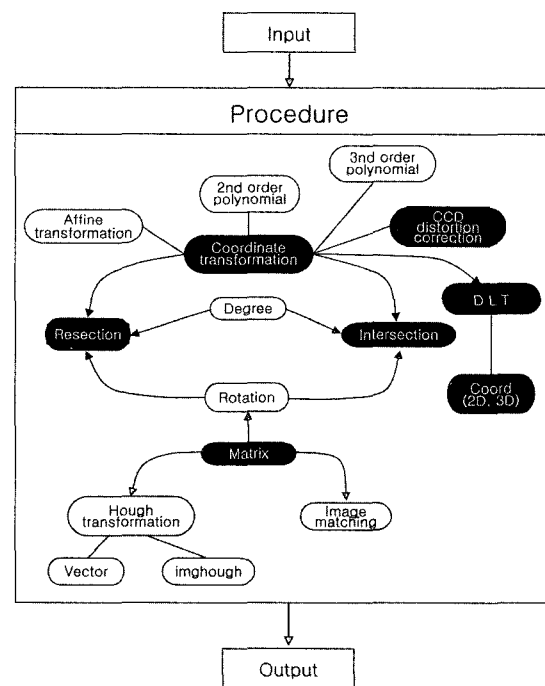 Input
Procedure
3nd order
polynomial
2nd order
polynomial
Affine
transformation
CCD
distortion
correction
Coordinate
transformation
D L T
Degree
Resection
Intersection
Coord
(2D, 3D)
Rotation
Matrix
Hough
transformation
Image
matching
Vector
imghough
Output